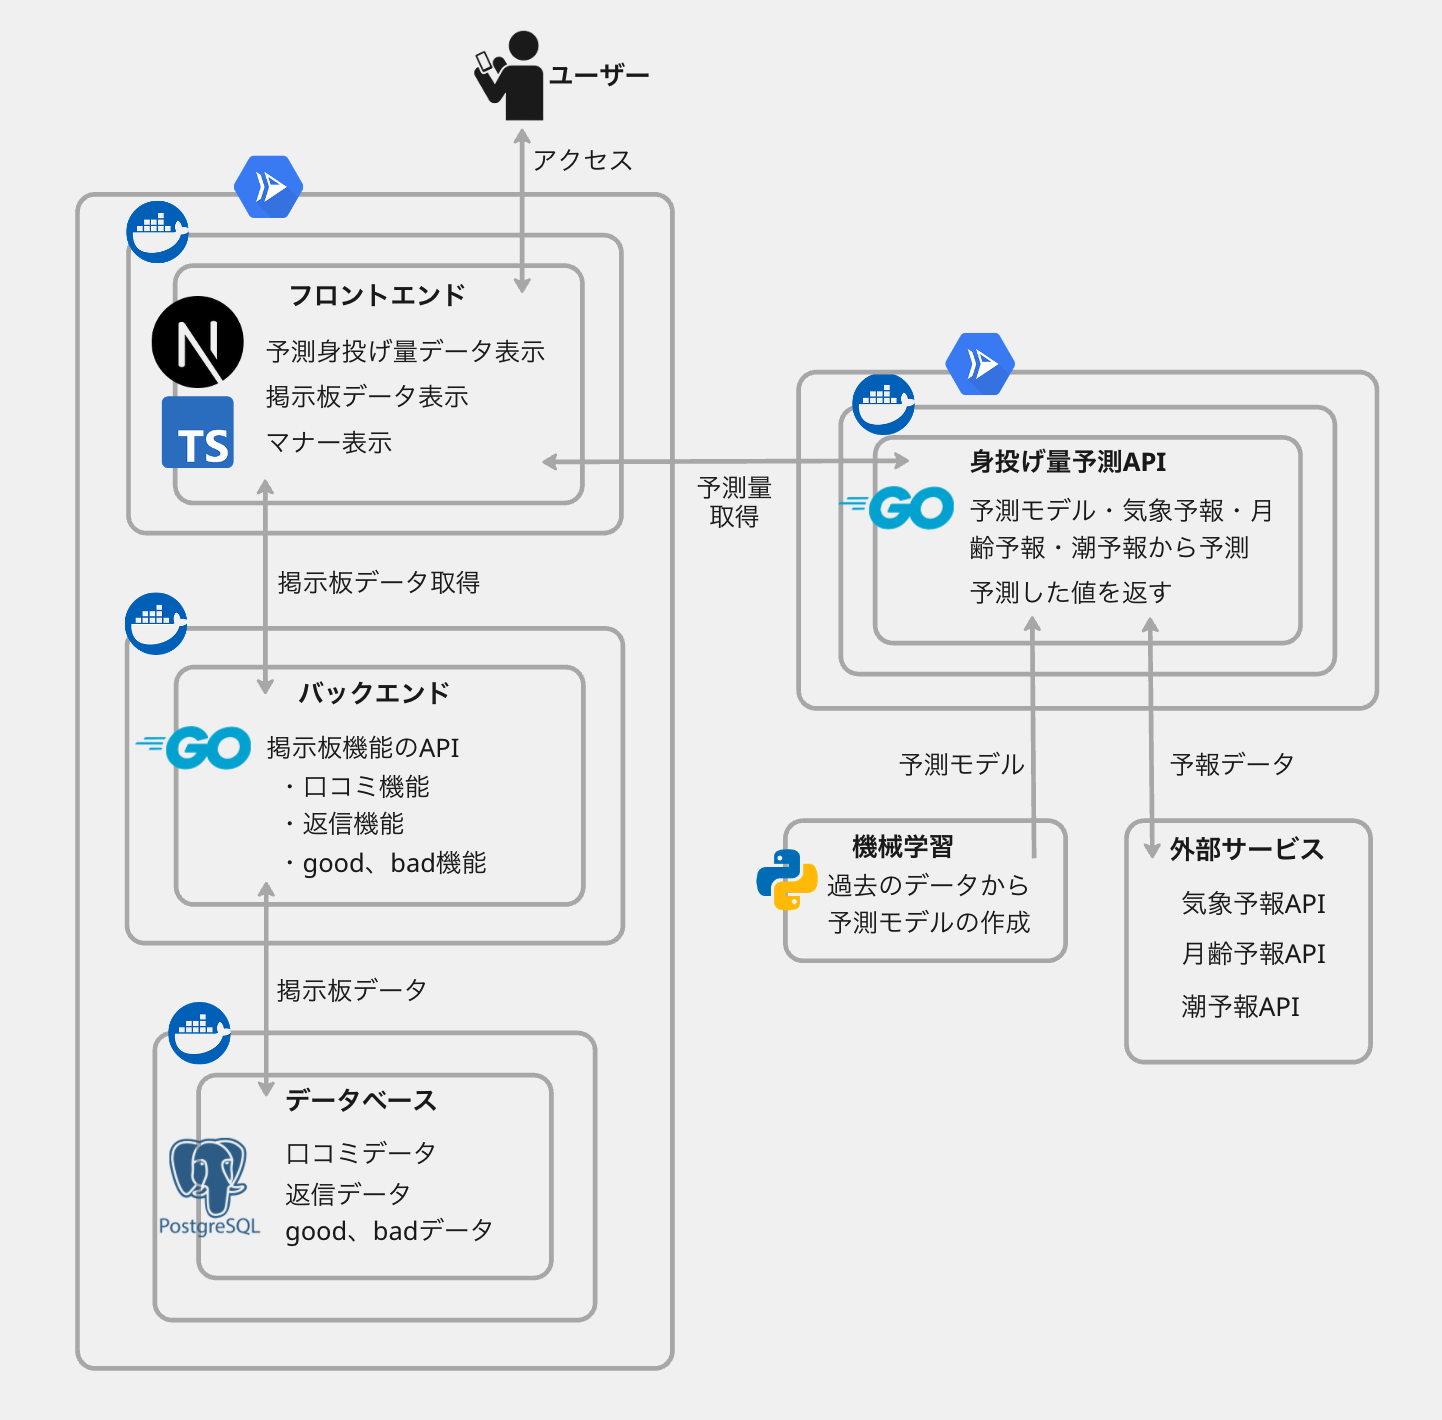 ユーザー
アクセス
フロントエンド
予測身投げ量データ表示
掲示板データ表示
マナー表示
TS
掲示板データ取得
バックエンド
GO
掲示板機能のAPI
・口コミ機能
・返信機能
・good、bad機能
掲示板データ
データベース
口コミデータ
返信データ
good、badデータ
PostgreSQL
予測量
取得
身投げ量予測API
GO
予測モデル・気象予報・月
齢予報・潮予報から予測
予測した値を返す
予測モデル
予報データ
機械学習
過去のデータから
予測モデルの作成
外部サービス
気象予報API
月齢予報API
潮予報API